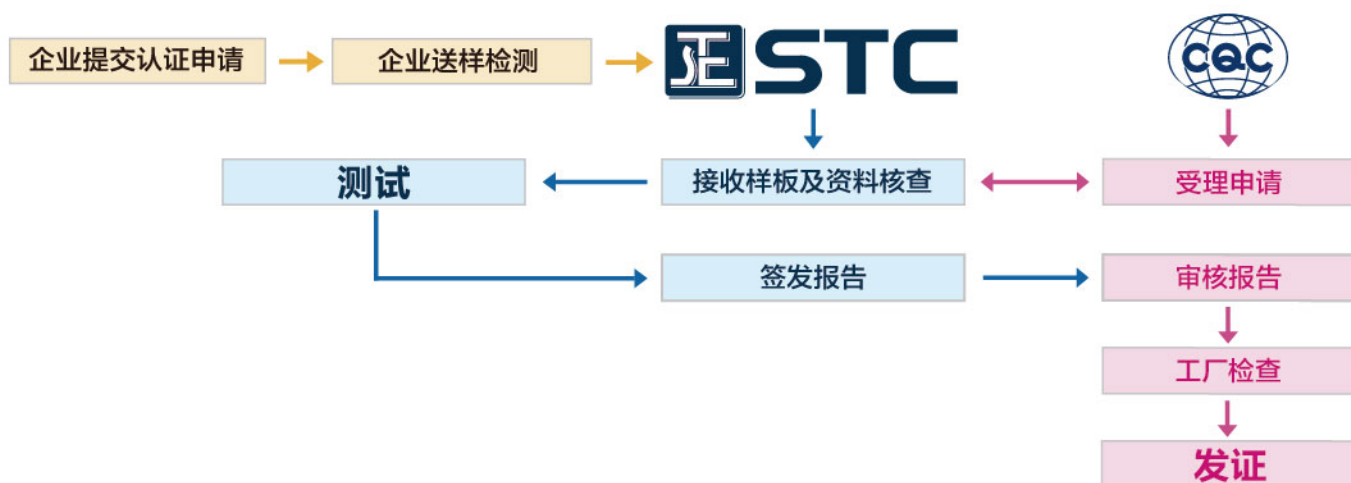 企业提交认证申请
企业送样检测
STC
CQC
测试
接收样板及资料核查
受理申请
签发报告
审核报告
工厂检查
发证